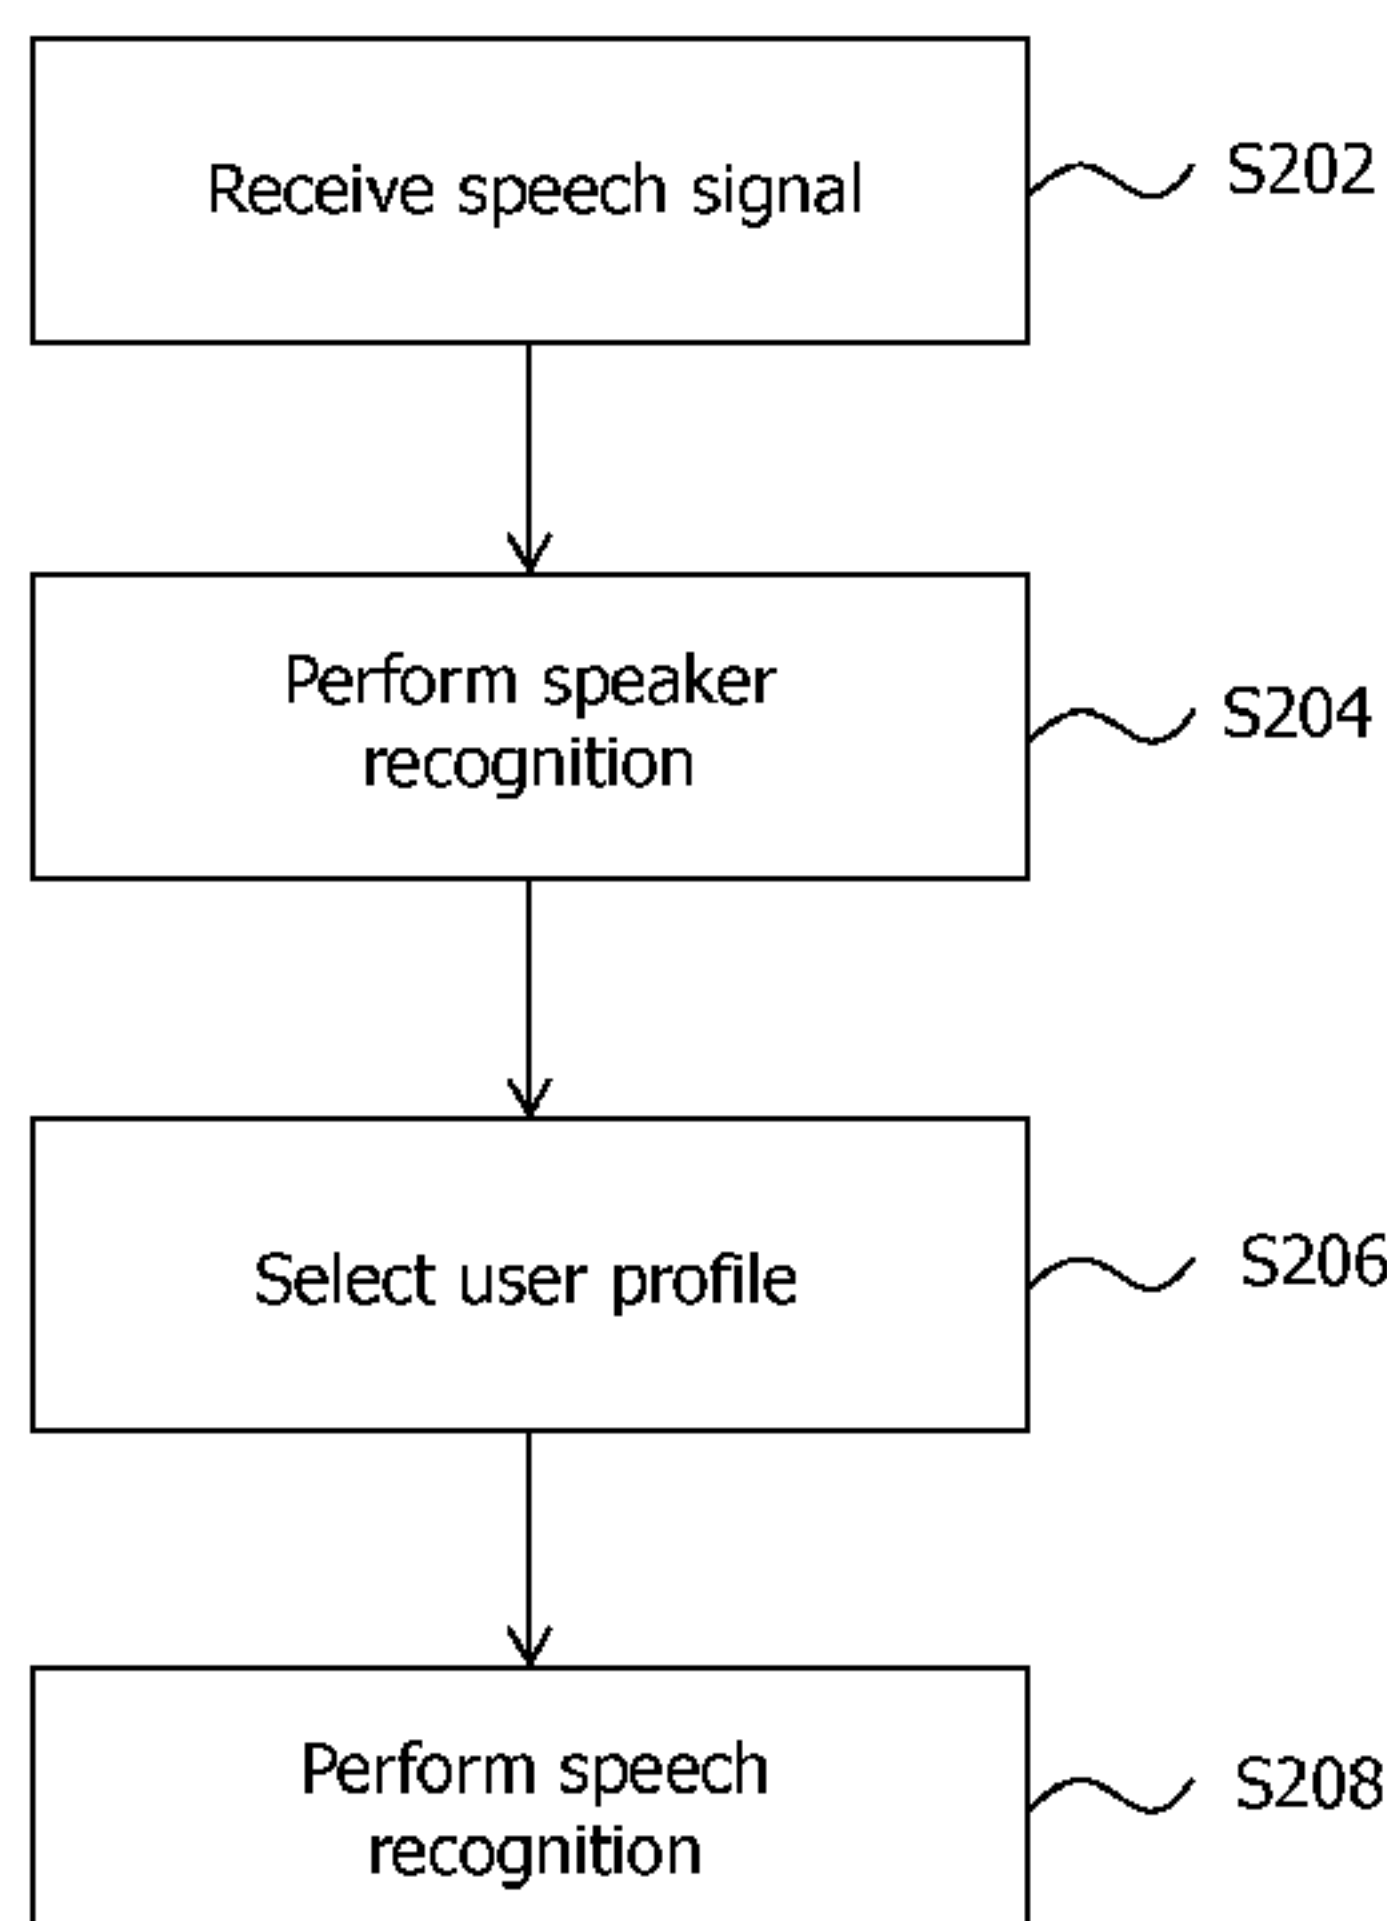 Receive speech signal
S202
Perform speaker
recognition
S204
Select user profile
S206
Perform speech
recognition
S208